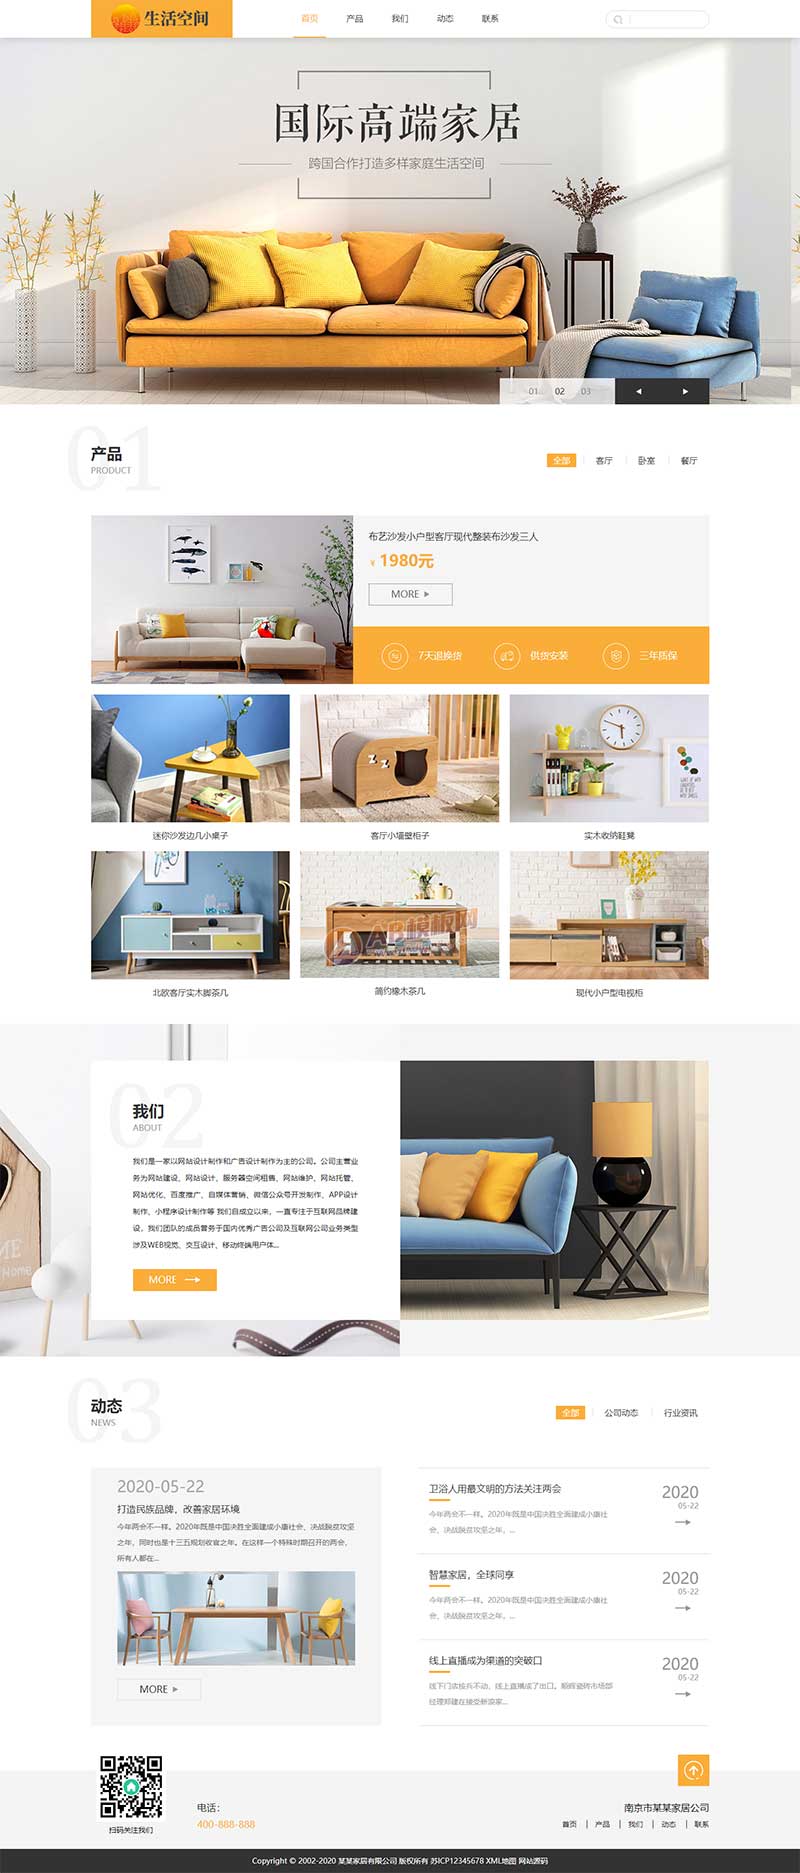 生活空间
首页 产品 我们 动态 联系
国际高端家居
跨国合作打造多样家庭生活空间
01 02 03
01
产品
PRODUCT
全部 客厅 卧室 餐厅
布艺沙发小户型客厅现代整装布沙发三人
¥ 1980元
MORE
7天退换货 供货安装 三年质保
迷你沙发边几小桌子 客厅小墙壁柜子 实木收纳鞋凳
AB模板网
北欧客厅实木脚茶几 简约橡木茶几 现代小户型电视柜
02
我们
ABOUT
我们是一家以网站设计制作和广告设计制作为主的公司。公司主营业
务为网站建设、网站设计、服务器空间租售、网站维护、网站托管、
网站优化、百度推广、自媒体营销、微信公众号开发制作、APP设计
制作、小程序设计制作等 我们自成立以来，一直专注于互联网品牌建
设，我们团队的成员曾务于国内优秀广告公司及互联网公司业务类型
涉及WEB视觉、交互设计、移动终端用户体...
MORE
Home
03
动态
NEWS
全部 公司动态 行业资讯
2020-05-22
打造民族品牌，改善家居环境
今年两会不一样。2020年既是中国决胜全面建成小康社会、决战脱贫攻坚
之年，同时也是十三五规划收官之年。在这样一个特殊时期召开的两会，
所有人都在...
MORE
卫浴人用最文明的方法关注两会
今年两会不一样。2020年既是中国决胜全面建成小康社
会、决战脱贫攻坚之年，...
2020
05-22
智慧家居，全球同享
今年两会不一样。2020年既是中国决胜全面建成小康社
会、决战脱贫攻坚之年，...
2020
05-22
线上直播成为渠道的突破口
线下门店按兵不动，线上直播成了出口。顺辉瓷砖市场部
经理郑建在接受新浪家...
2020
05-22
扫码关注我们
电话：
400-888-888
南京市某某家居公司
首页 | 产品 | 我们 | 动态 | 联系
Copyright © 2002-2020 某某家居有限公司 版权所有 苏ICP12345678 XML地图 网站源码